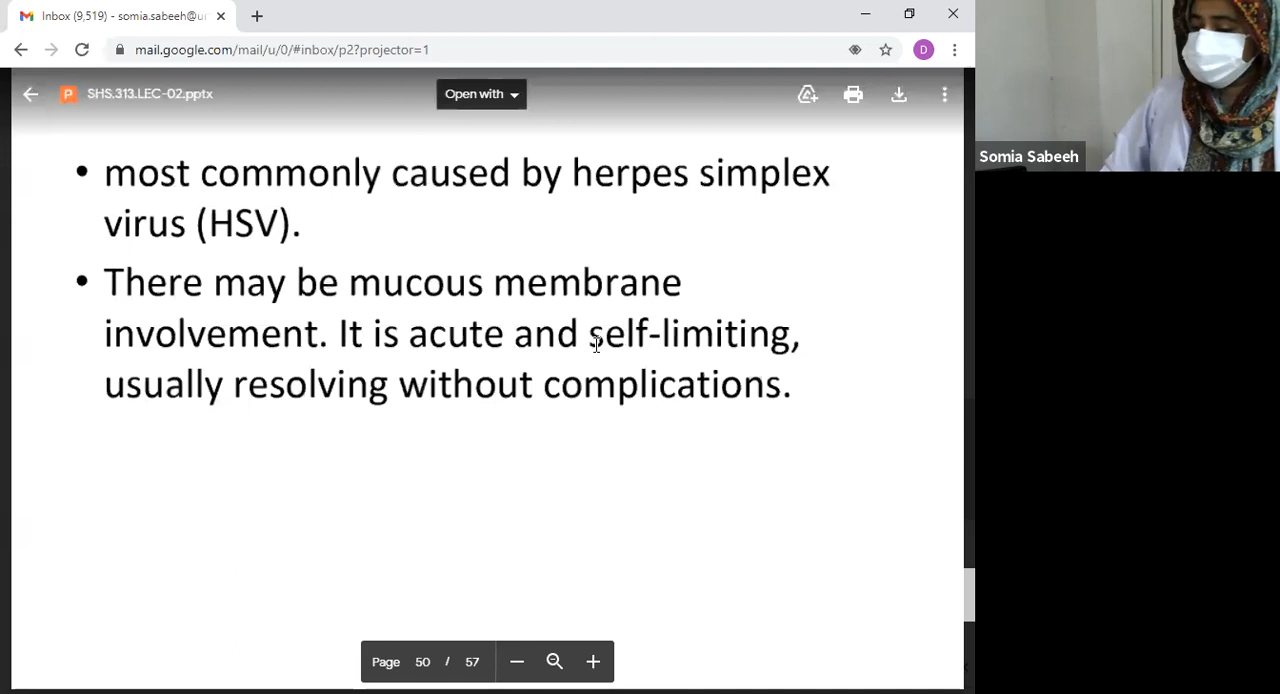 Inbox (9,519) - somia.sabeeh@u
mail.google.com/mail/u/0/#inbox/p2?projector=1
D
P
SHS.313.LEC-02.pptx
Open with
Somia Sabeeh
• most commonly caused by herpes simplex
virus (HSV).
• There may be mucous membrane
involvement. It is acute and self-limiting,
usually resolving without complications.
Page 50 / 57